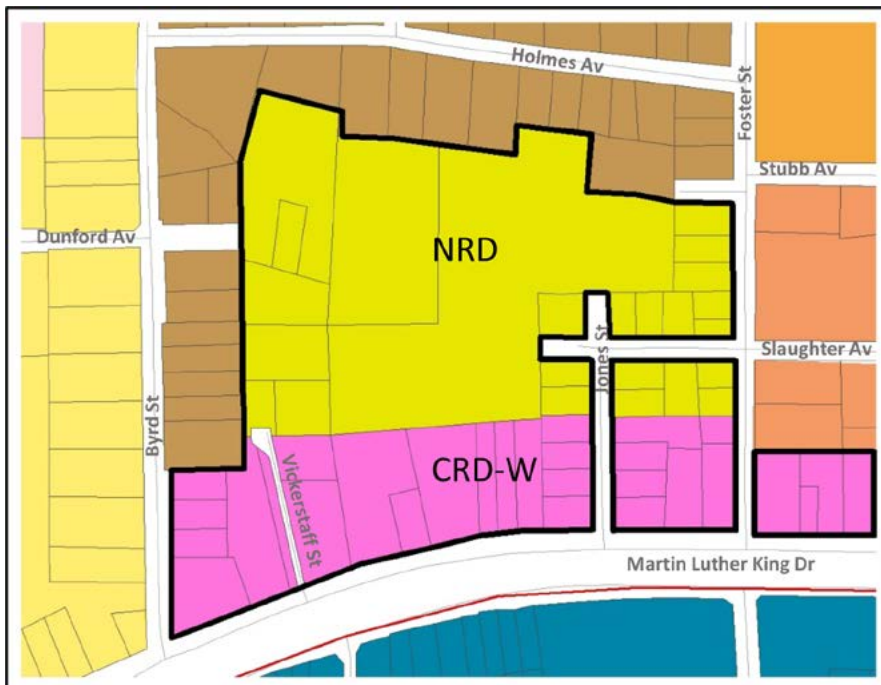 Holmes Av
Foster St
Stubb Av
Dunford Av
NRD
Jones St
Slaughter Av
Byrd St
Vickerstaff St
CRD-W
Martin Luther King Dr